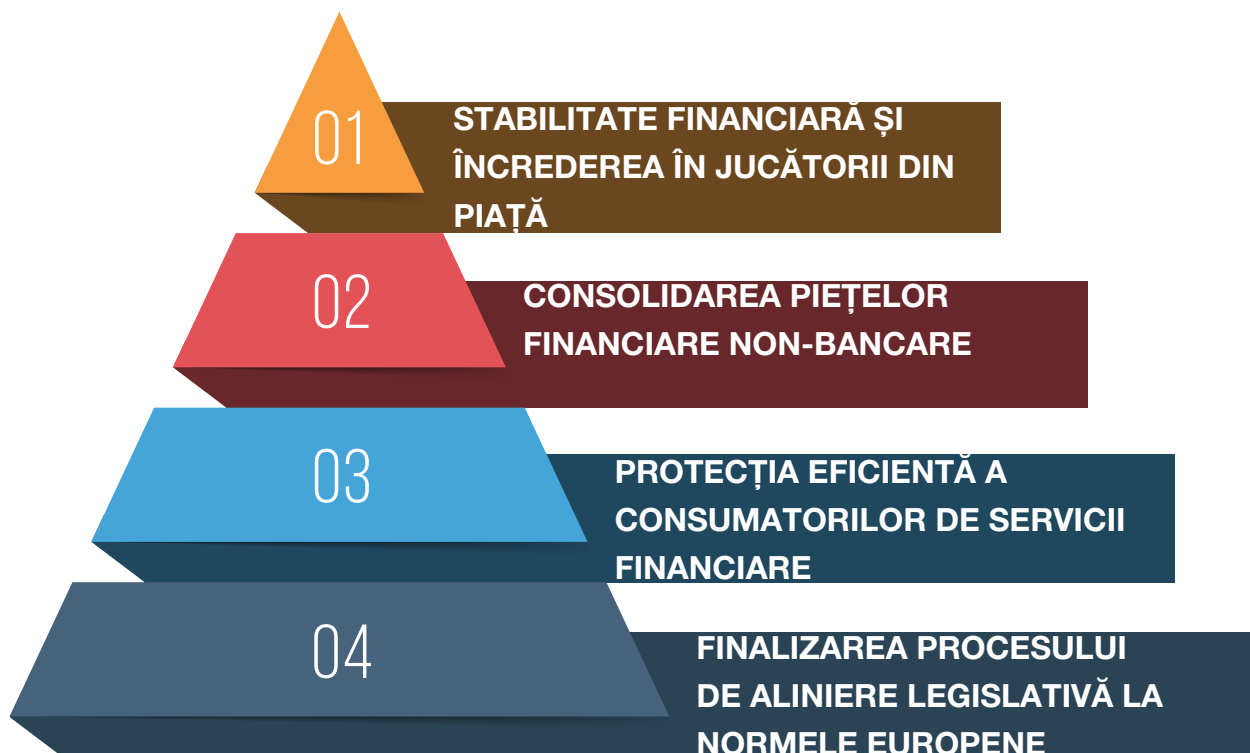 01
STABILITATE FINANCIARĂ ȘI
ÎNCREDEREA ÎN JUCĂTORII DIN
PIAȚĂ
02
CONSOLIDAREA PIEȚELOR
FINANCIARE NON-BANCARE
03
PROTECȚIA EFICIENTĂ A
CONSUMATORILOR DE SERVICII
FINANCIARE
04
FINALIZAREA PROCESULUI
DE ALINIERE LEGISLATIVĂ LA
NORMELE EUROPENE